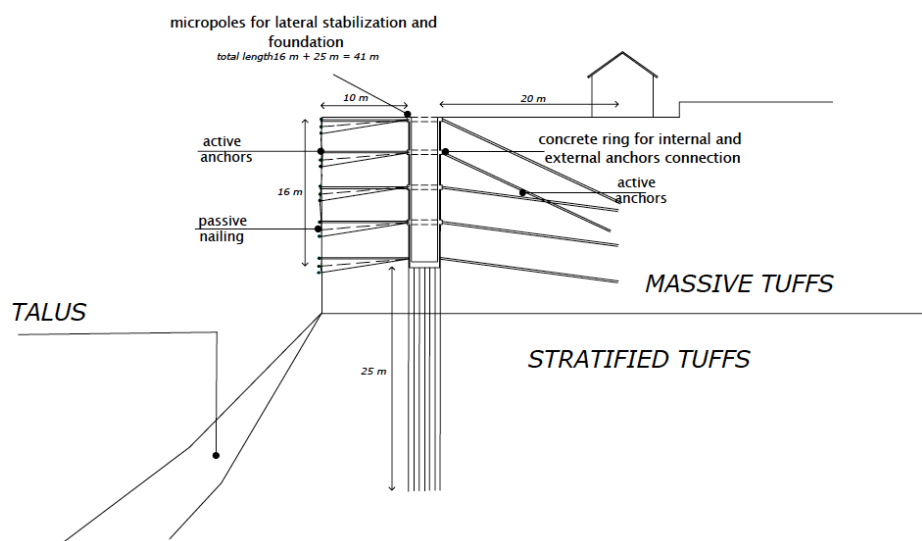 micropoles for lateral stabilization and
foundation
total length16 m + 25 m = 41 m
10 m
20 m
active
anchors
concrete ring for internal and
external anchors connection
16 m
active
anchors
passive
nailing
MASSIVE TUFFS
TALUS
STRATIFIED TUFFS
25 m